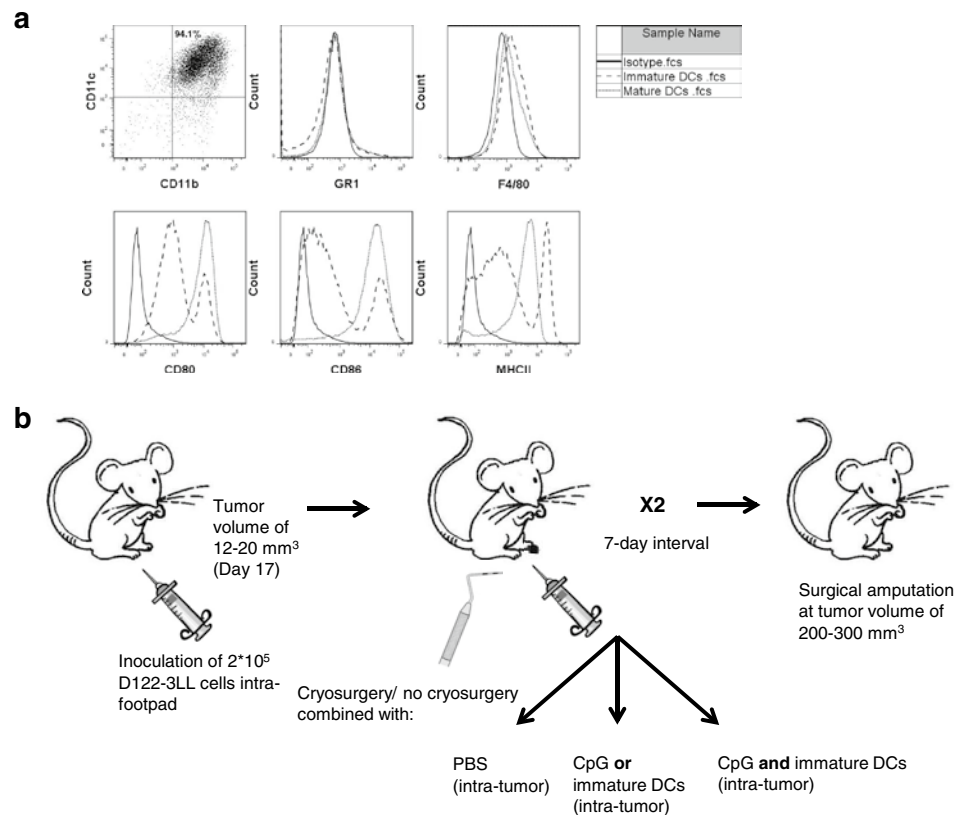 a
94.1%
CD11c
CD11b
Count
GR1
Count
F4/80
Sample Name
Isotype.fcs
Immature DCs .fcs
Mature DCs .fcs
Count
CD80
Count
CD86
Count
MHCII
b
Tumor
volume of
12-20 mm³
(Day 17)
X2
7-day interval
Inoculation of 2*10⁵
D122-3LL cells intra-
footpad
Cryosurgery/ no cryosurgery
combined with:
Surgical amputation
at tumor volume of
200-300 mm³
PBS
(intra-tumor)
CpG or
immature DCs
(intra-tumor)
CpG and immature DCs
(intra-tumor)